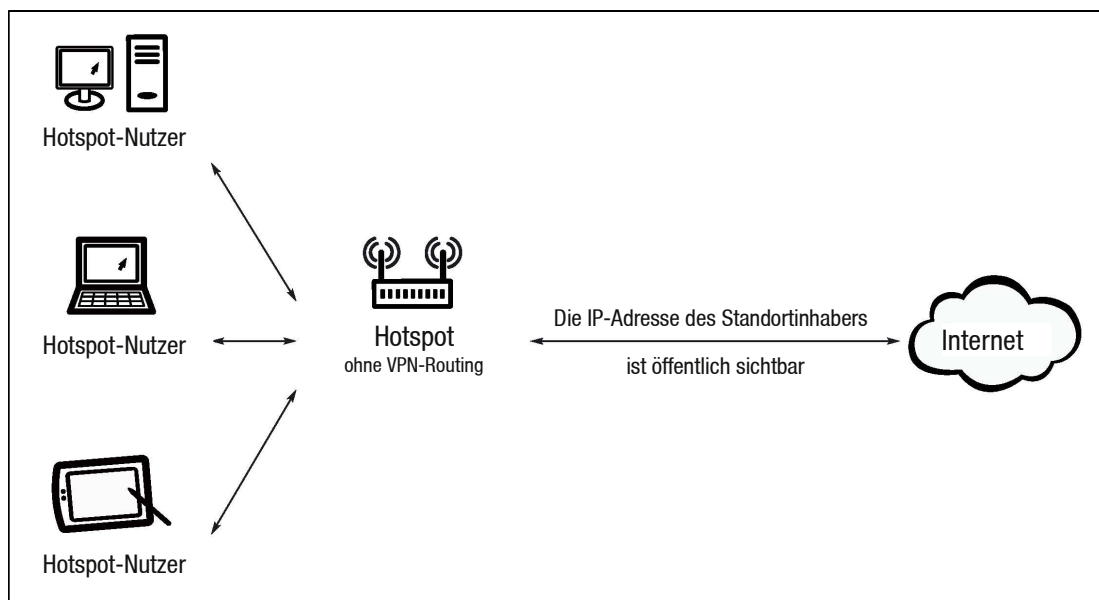 Hotspot-Nutzer
Hotspot-Nutzer
Hotspot-Nutzer
Hotspot
ohne VPN-Routing
Die IP-Adresse des Standortinhabers
ist öffentlich sichtbar
Internet